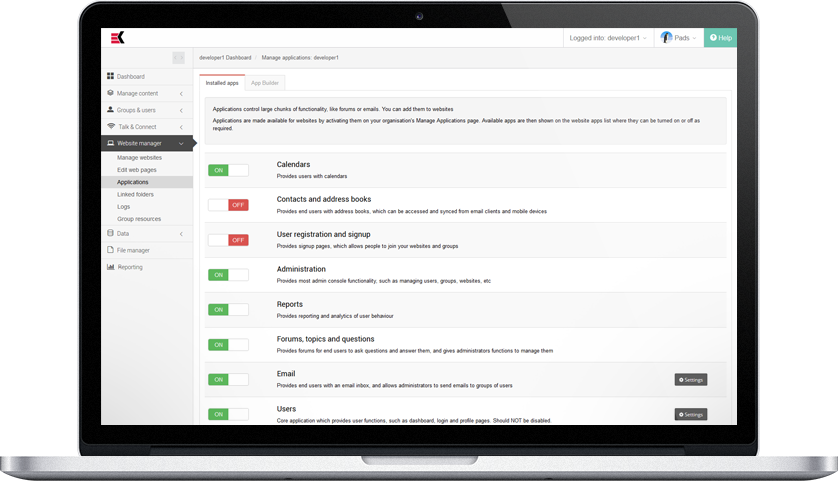 EK
Logged into: developer1
Pads
Help
developer1 Dashboard / Manage applications: developer1
Dashboard
Manage content
Groups & users
Talk & Connect
Website manager
Manage websites
Edit web pages
Applications
Linked folders
Logs
Group resources
Data
File manager
Reporting
Installed apps
App Builder
Applications control large chunks of functionality, like forums or emails. You can add them to websites
Applications are made available for websites by activating them on your organisation's Manage Applications page. Available apps are then shown on the website apps list where they can be turned on or off as
required.
ON
Calendars
Provides users with calendars
OFF
Contacts and address books
Provides end users with address books, which can be accessed and synced from email clients and mobile devices
OFF
User registration and signup
Provides signup pages, which allows people to join your websites and groups
ON
Administration
Provides most admin console functionality, such as managing users, groups, websites, etc
ON
Reports
Provides reporting and analytics of user behaviour
ON
Forums, topics and questions
Provides forums for end users to ask questions and answer them, and gives administrators functions to manage them
ON
Email
Provides end users with an email inbox, and allows administrators to send emails to groups of users
Settings
ON
Users
Core application which provides user functions, such as dashboard, login and profile pages. Should NOT be disabled.
Settings